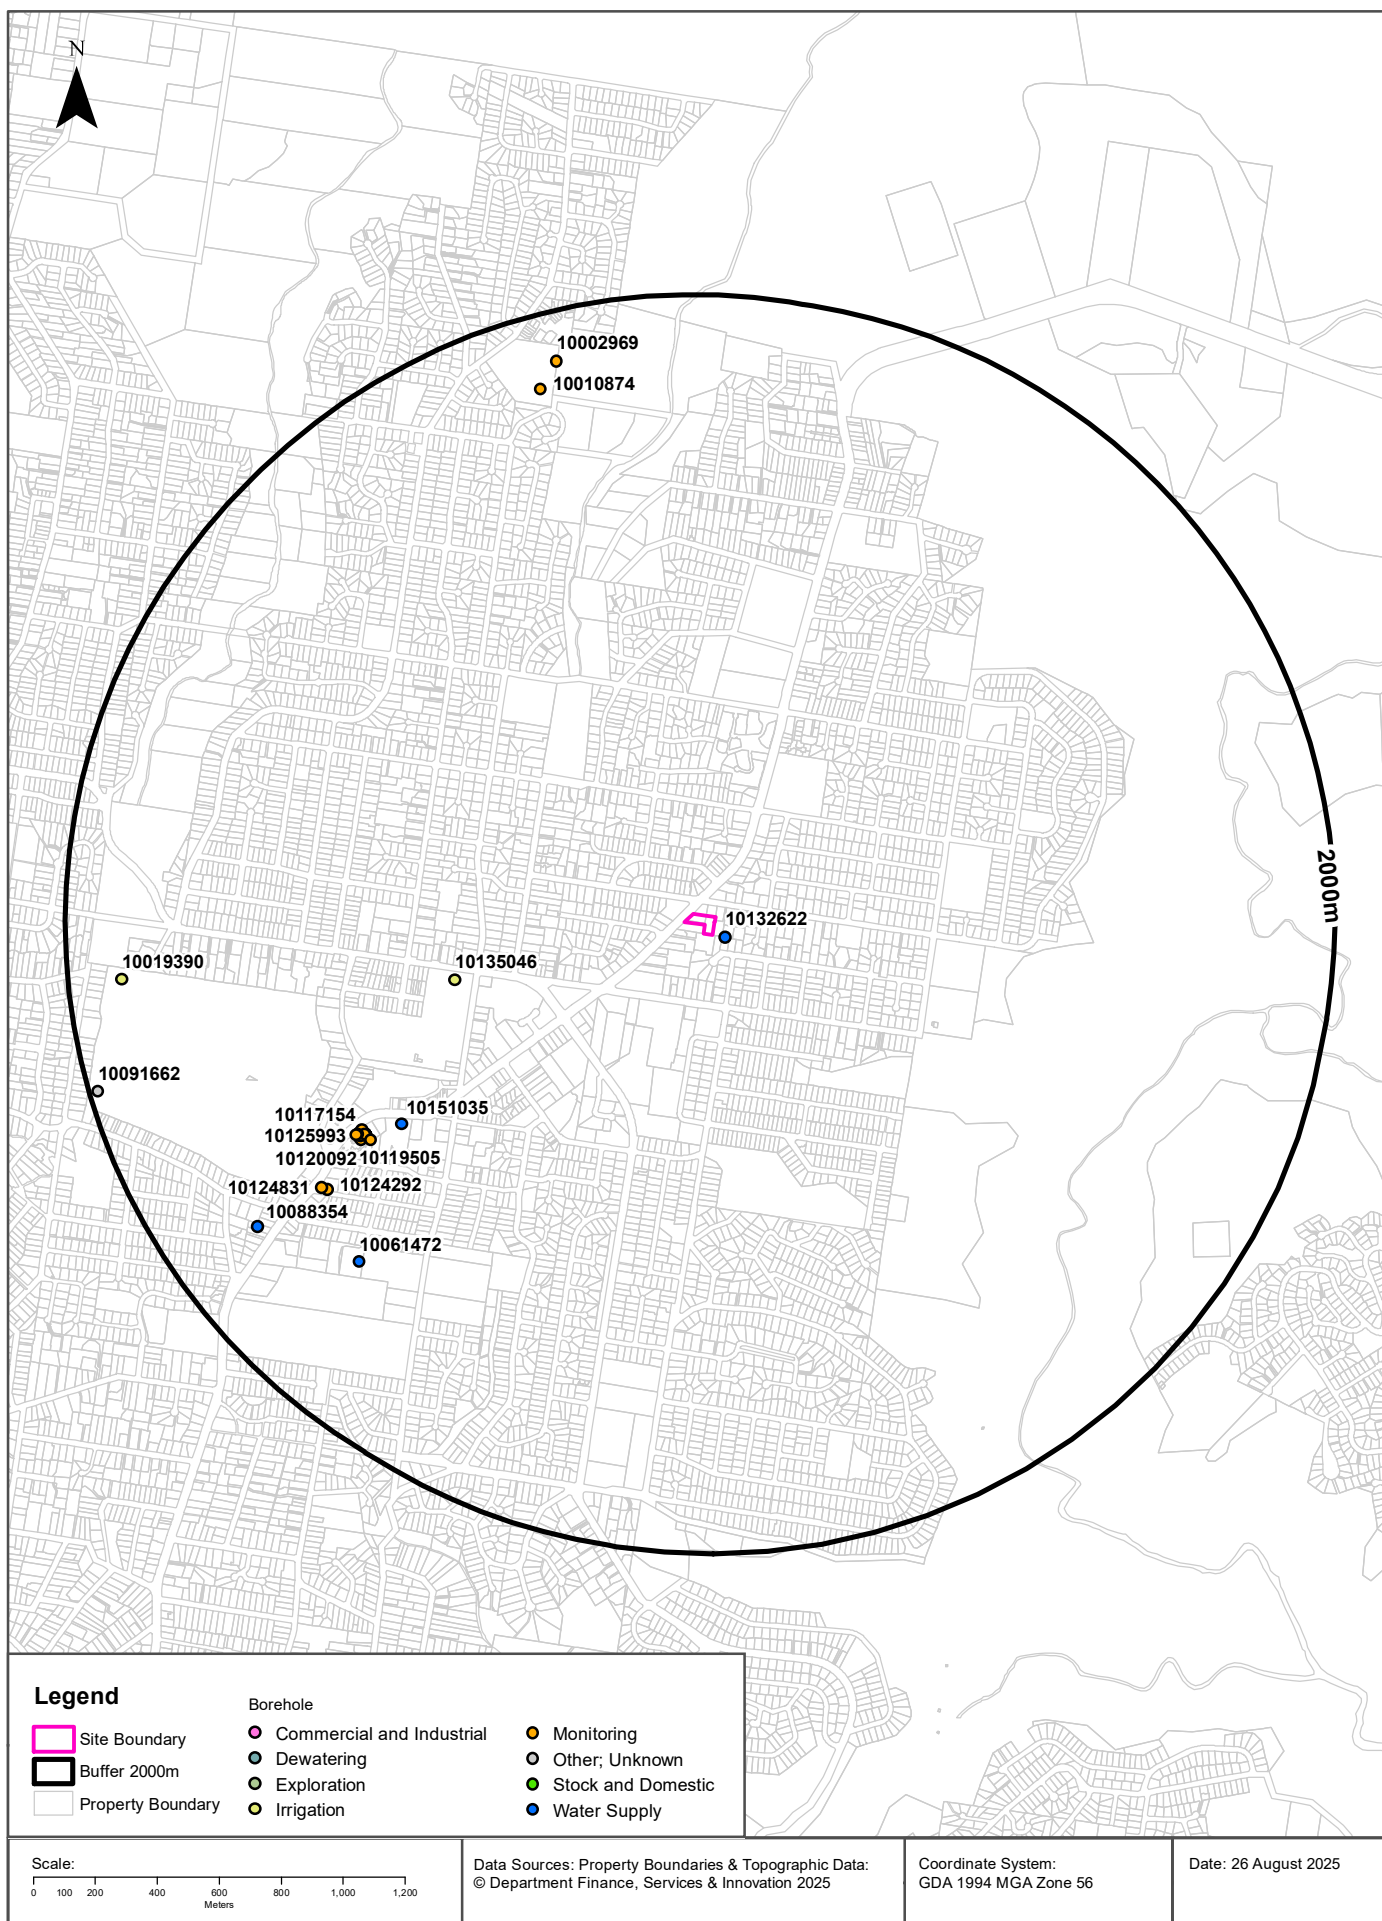 N
10002969
10010874
2000m
10132622
10019390
10135046
10091662
10151035
10117154
10125993
10120092
10119505
10124831
10124292
10088354
10061472
Legend
Site Boundary
Buffer 2000m
Property Boundary
Borehole
Commercial and Industrial
Dewatering
Exploration
Irrigation
Monitoring
Other; Unknown
Stock and Domestic
Water Supply
Scale:
0 100 200 400 600 800 1,000 1,200
Meters
Data Sources: Property Boundaries & Topographic Data:
© Department Finance, Services & Innovation 2025
Coordinate System:
GDA 1994 MGA Zone 56
Date: 26 August 2025